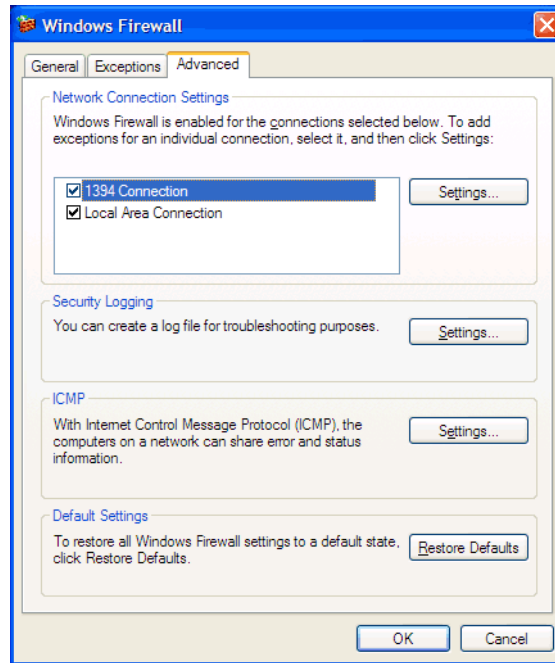 Windows Firewall
General Exceptions Advanced
Network Connection Settings
Windows Firewall is enabled for the connections selected below. To add
exceptions for an individual connection, select it, and then click Settings:
1394 Connection
Settings...
Local Area Connection
Security Logging
You can create a log file for troubleshooting purposes.
Settings...
ICMP
With Internet Control Message Protocol (ICMP), the
computers on a network can share error and status
information.
Settings...
Default Settings
To restore all Windows Firewall settings to a default state,
click Restore Defaults.
Restore Defaults
OK Cancel